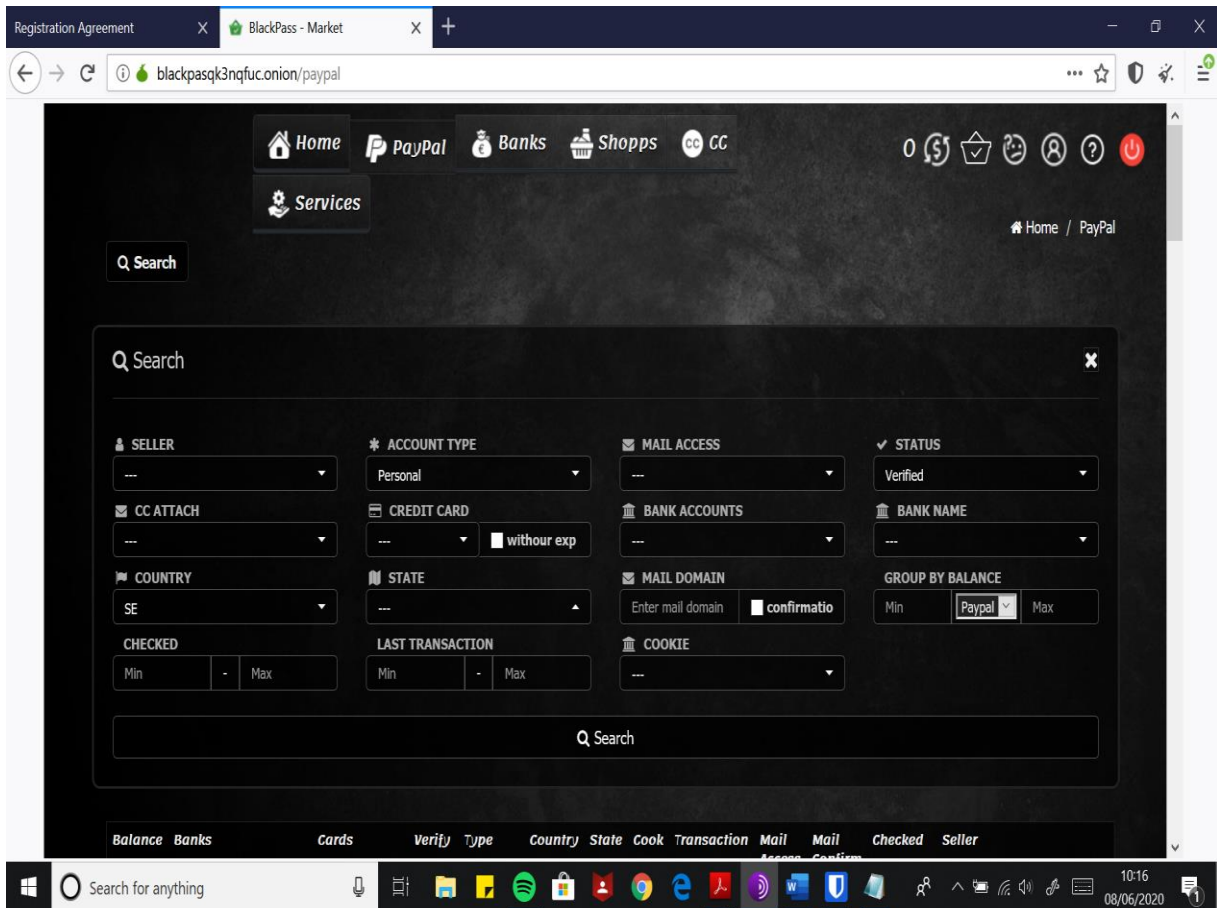 Registration Agreement X BlackPass - Market X +
blackpasqk3nqfuc.onion/paypal
Home PayPal Banks Shopps CC CC 0
Services
Home / PayPal
Search
Search
SELLER ACCOUNT TYPE MAIL ACCESS STATUS
--- Personal --- Verified
CC ATTACH CREDIT CARD BANK ACCOUNTS BANK NAME
--- --- withour exp --- ---
COUNTRY STATE MAIL DOMAIN GROUP BY BALANCE
SE --- Enter mail domain confirmatio Min Paypal Max
CHECKED LAST TRANSACTION COOKIE
Min - Max Min - Max ---
Search
Balance Banks Cards Verify Type Country State Cook Transaction Mail Mail Checked Seller
Search for anything 10:16
08/06/2020